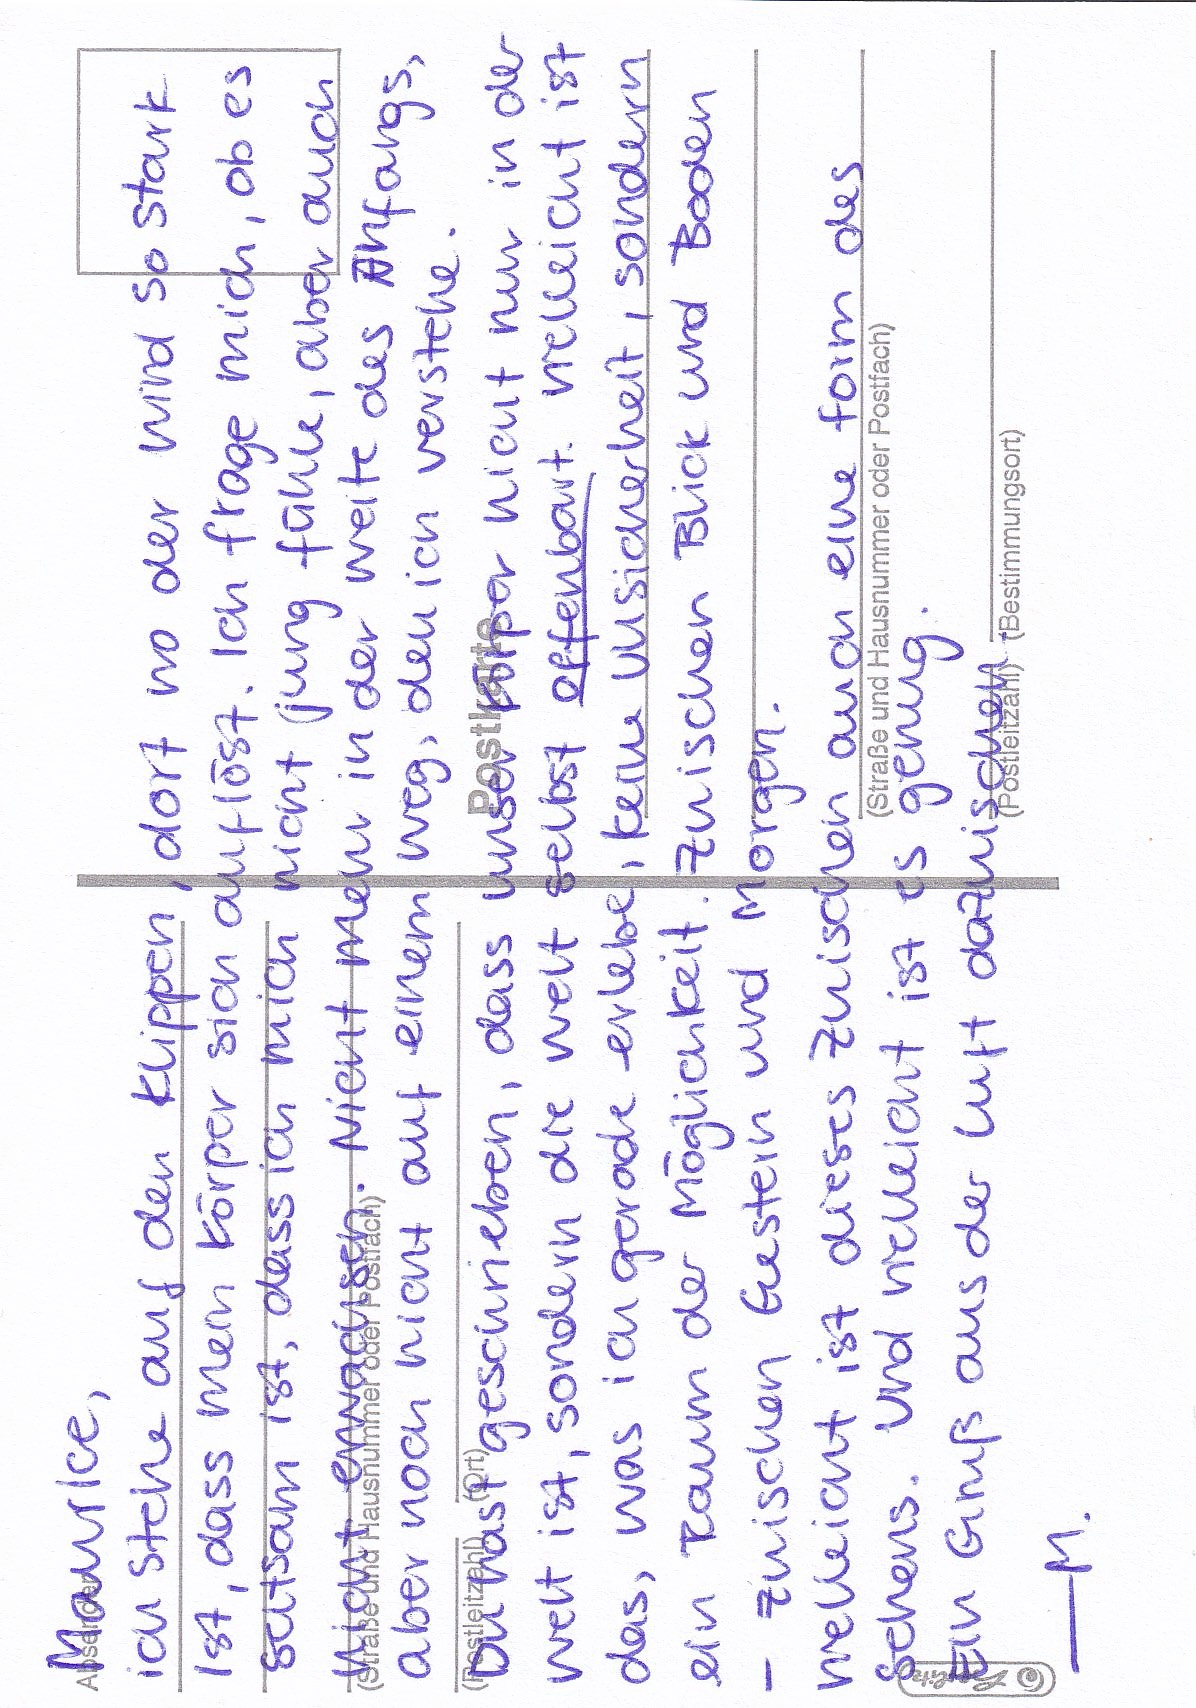 Absender
Maurice,
ich stehe auf den Klippen, dort wo der Wind so stark
ist, dass mein Körper sich auflöst. Ich frage mich, ob es
seltsam ist, dass ich mich nicht jung fühle, aber auch
nicht erwachsen. Nicht mehr in der Weite des Anfangs,
(Straße und Hausnummer oder Postfach)
aber noch nicht auf einem Weg, den ich verstehe.
(Postleitzahl) (Ort)
Postkarte
Du hast geschrieben, dass unser Körper nicht nur in der
Welt ist, sondern die Welt selbst offenbart. Vielleicht ist
das, was ich gerade erlebe, keine Unsicherheit, sondern
ein Raum der Möglichkeit. Zwischen Blick und Boden
– zwischen Gestern und Morgen.
Vielleicht ist dieses Zwischen auch eine Form des
(Straße und Hausnummer oder Postfach)
Sehens. Und vielleicht ist es genug.
Ein Gruß aus der Luft dazwischen.
(Postleitzahl) (Bestimmungsort)
—M.